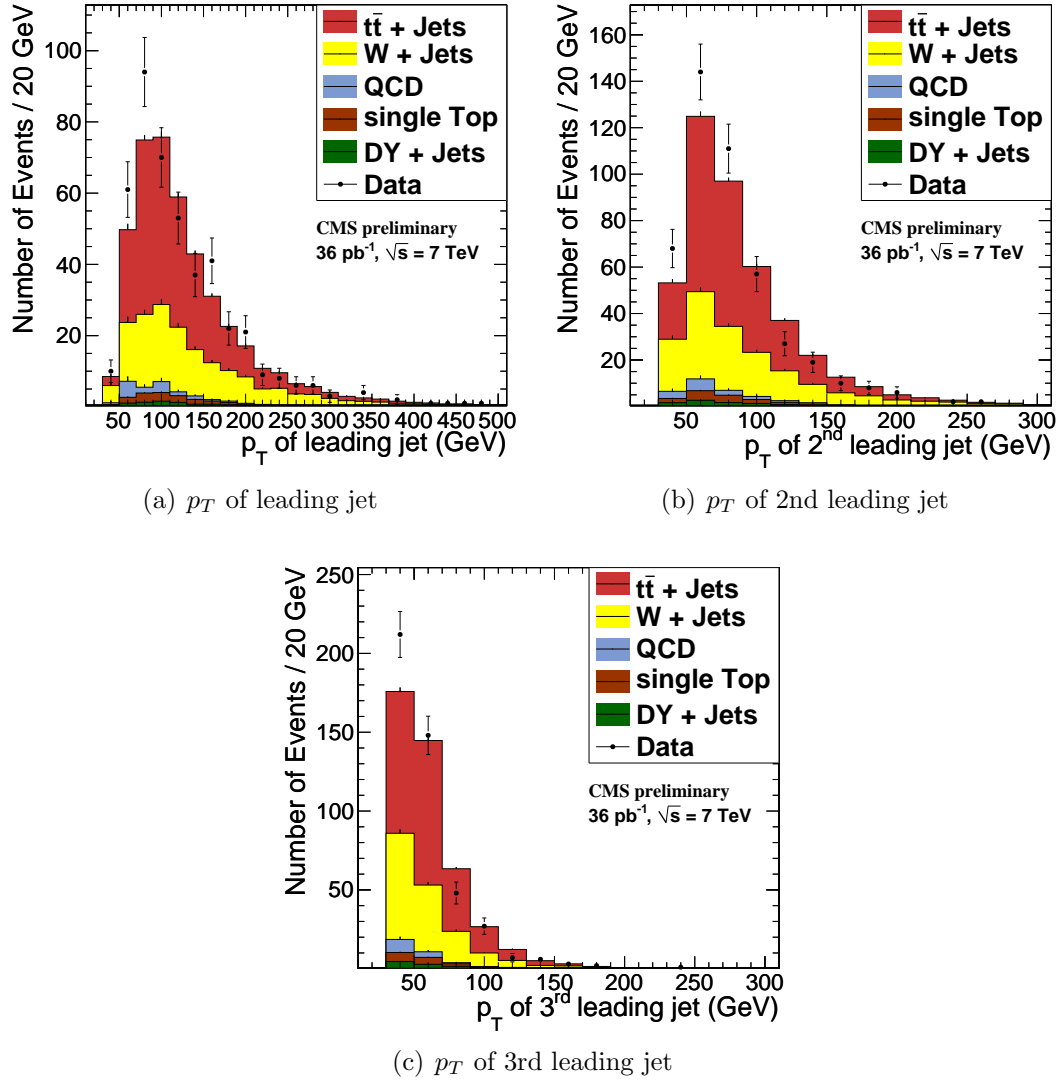 Number of Events / 20 GeV
100
80
60
40
20
50 100 150 200 250 300 350 400 450 500
p_T of leading jet (GeV)
tt̄ + Jets
W + Jets
QCD
single Top
DY + Jets
Data
CMS preliminary
36 pb⁻¹, √s = 7 TeV
(a) p_T of leading jet
Number of Events / 20 GeV
160
140
120
100
80
60
40
20
50 100 150 200 250 300
p_T of 2ⁿᵈ leading jet (GeV)
tt̄ + Jets
W + Jets
QCD
single Top
DY + Jets
Data
CMS preliminary
36 pb⁻¹, √s = 7 TeV
(b) p_T of 2nd leading jet
Number of Events / 20 GeV
250
200
150
100
50
50 100 150 200 250 300
p_T of 3ʳᵈ leading jet (GeV)
tt̄ + Jets
W + Jets
QCD
single Top
DY + Jets
Data
CMS preliminary
36 pb⁻¹, √s = 7 TeV
(c) p_T of 3rd leading jet